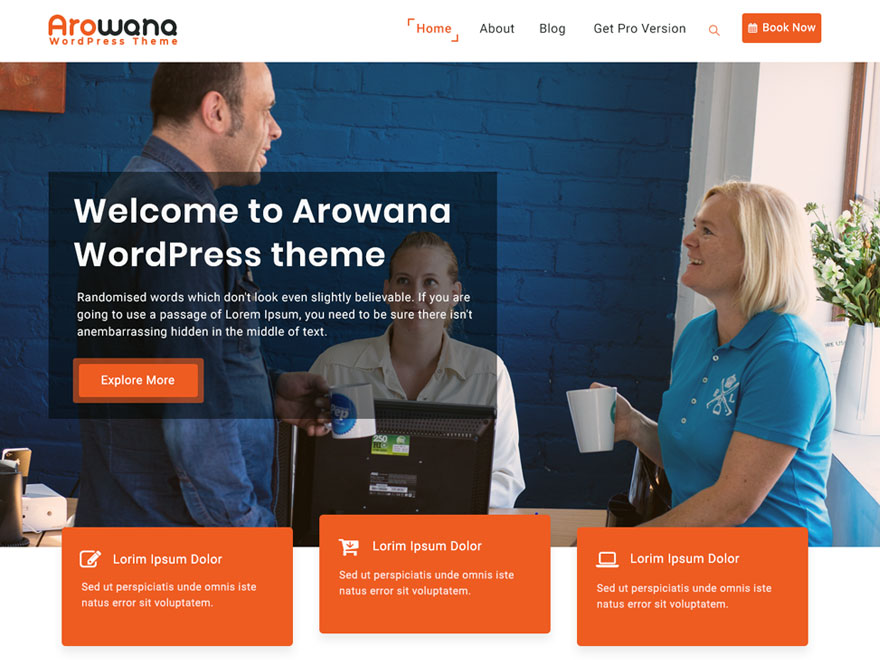 Arowana
WordPress Theme
Home
About
Blog
Get Pro Version
Book Now
Welcome to Arowana
WordPress theme
Randomised words which don't look even slightly believable. If you are
going to use a passage of Lorem Ipsum, you need to be sure there isn't
anembarrassing hidden in the middle of text.
Explore More
250
Lorim Ipsum Dolor
Sed ut perspiciatis unde omnis iste
natus error sit voluptatem.
Lorim Ipsum Dolor
Sed ut perspiciatis unde omnis iste
natus error sit voluptatem.
Lorim Ipsum Dolor
Sed ut perspiciatis unde omnis iste
natus error sit voluptatem.